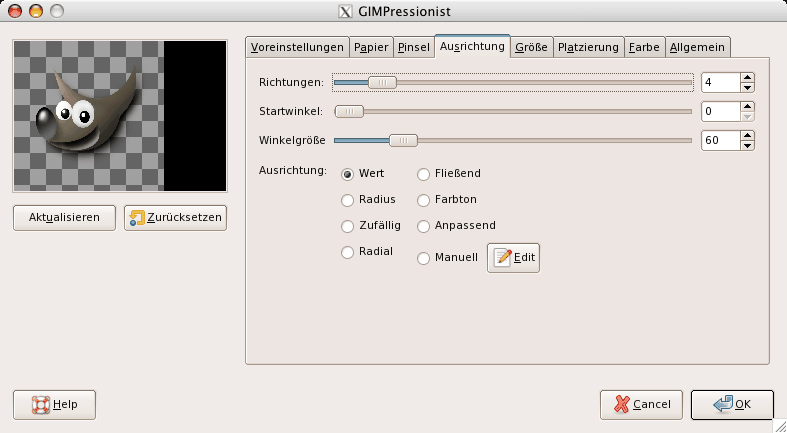 GIMPressionist
Voreinstellungen Papier Pinsel Ausrichtung Größe Platzierung Farbe Allgemein
Richtungen: 4
Startwinkel: 0
Winkelgröße 60
Ausrichtung: Wert Fließend
Radius Farbton
Zufällig Anpassend
Radial Manuell Edit
Aktualisieren Zurücksetzen
Help Cancel OK